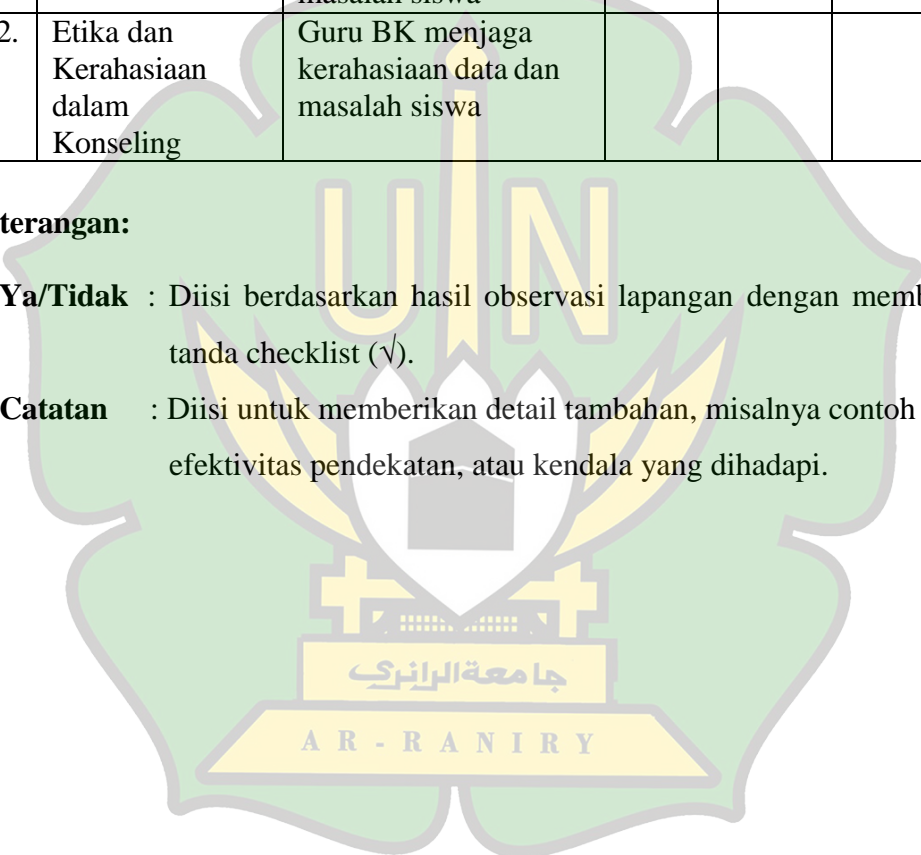 masalah siswa
2. Etika dan Guru BK menjaga
Kerahasiaan kerahasiaan data dan
dalam masalah siswa
Konseling
terangan:
Ya/Tidak : Diisi berdasarkan hasil observasi lapangan dengan memb
tanda checklist (√).
Catatan : Diisi untuk memberikan detail tambahan, misalnya contoh
efektivitas pendekatan, atau kendala yang dihadapi.
UIN
جامعة الرانري
AR-RANIRY